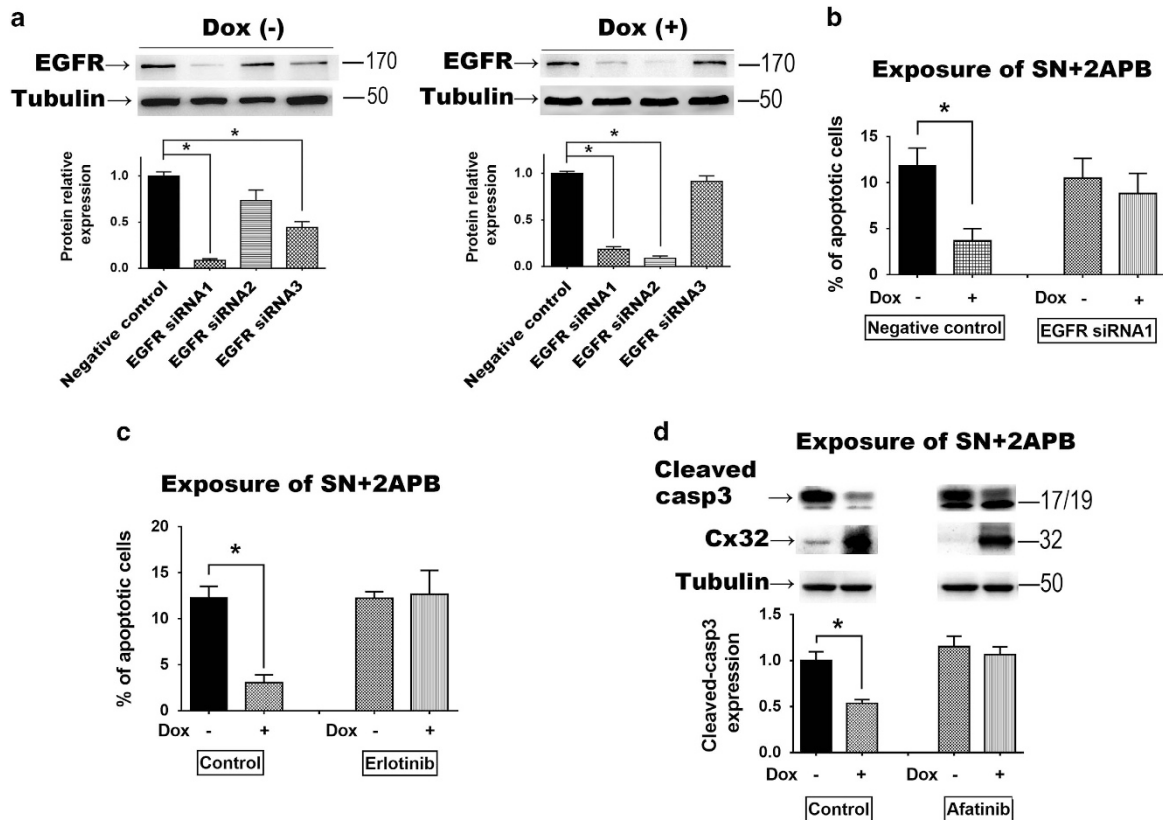 a
Dox (-)
EGFR→ —170
Tubulin→ —50
Protein relative
expression
* *
1.0
0.5
0.0
Negative control
EGFR siRNA1
EGFR siRNA2
EGFR siRNA3
Dox (+)
EGFR→ —170
Tubulin→ —50
Protein relative
expression
* *
1.0
0.5
0.0
Negative control
EGFR siRNA1
EGFR siRNA2
EGFR siRNA3
b
Exposure of SN+2APB
% of apoptotic cells
*
15
10
5
0
Dox - + Dox - +
Negative control EGFR siRNA1
c
Exposure of SN+2APB
% of apoptotic cells
*
20
15
10
5
0
Dox - + - +
Control Erlotinib
d
Exposure of SN+2APB
Cleaved
casp3 → —17/19
Cx32→ —32
Tubulin→ —50
Cleaved-casp3
expression
*
1.5
1.0
0.5
0.0
Dox - + Dox - +
Control Afatinib